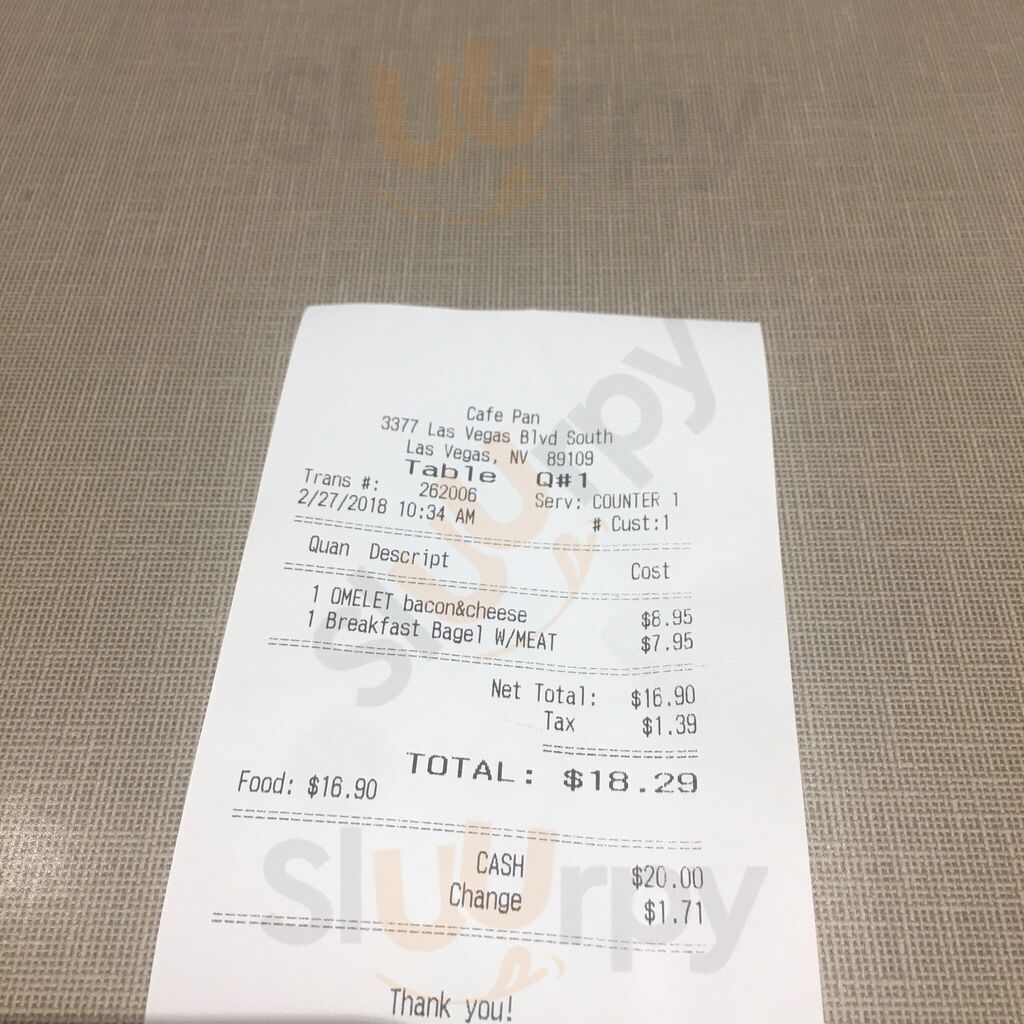 Sluurpy
Cafe Pan
3377 Las Vegas Blvd South
Las Vegas, NV 89109
Table Q#1
Trans #: 262006 Serv: COUNTER 1
2/27/2018 10:34 AM # Cust:1
Quan Descript Cost
1 OMELET bacon&cheese $8.95
1 Breakfast Bagel W/MEAT $7.95
Sluurpy
Net Total: $16.90
Tax $1.39
TOTAL: $18.29
Food: $16.90
CASH $20.00
Change $1.71
Sluurpy
Thank you!